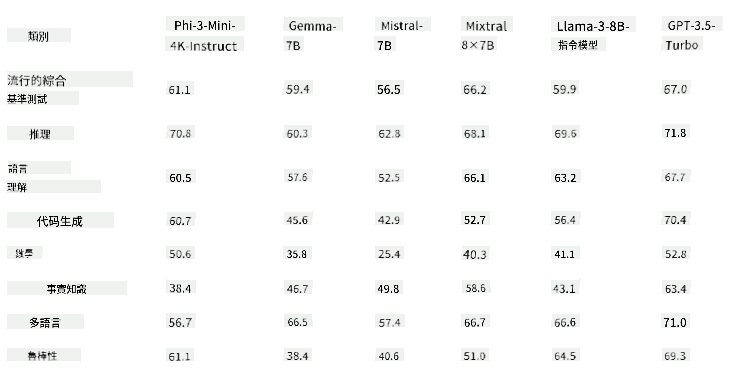 類別 Phi-3-Mini-4K-Instruct Gemma-7B Mistral-7B Mixtral 8×7B Llama-3-8B-指令模型 GPT-3.5-Turbo
流行的綜合基準測試 61.1 59.4 56.5 66.2 59.9 67.0
推理 70.8 60.3 62.8 68.1 69.6 71.8
語言理解 60.5 57.6 52.5 66.1 63.2 67.7
代码生成 60.7 45.6 42.9 52.7 56.4 70.4
數學 50.6 35.8 25.4 40.3 41.1 52.8
事實知識 38.4 46.7 49.8 58.6 43.1 63.4
多語言 56.7 66.5 57.4 66.7 66.6 71.0
魯棒性 61.1 38.4 40.6 51.0 64.5 69.3